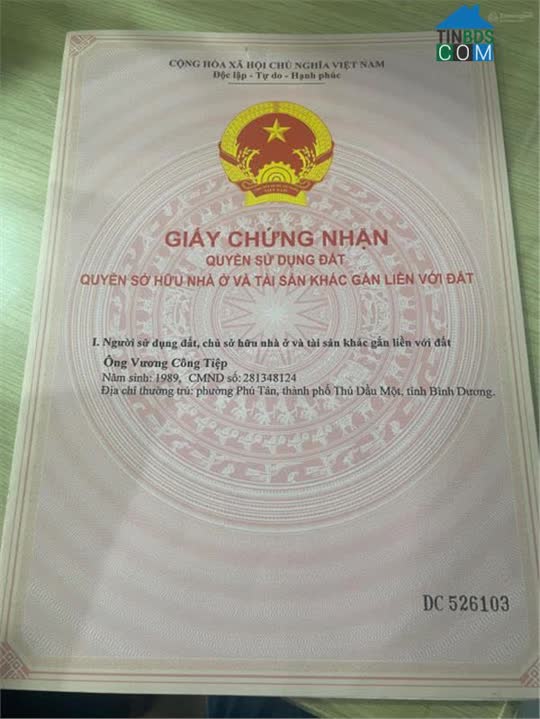 TINBDS
COM
CỘNG HÒA XÃ HỘI CHỦ NGHĨA VIỆT NAM
Độc lập - Tự do - Hạnh phúc
VIỆT NAM
GIẤY CHỨNG NHẬN
QUYỀN SỬ DỤNG ĐẤT
QUYỀN SỞ HỮU NHÀ Ở VÀ TÀI SẢN KHÁC GẮN LIỀN VỚI ĐẤT
I. Người sử dụng đất, chủ sở hữu nhà ở và tài sản khác gắn liền với đất
Ông Vương Công Tiệp
Năm sinh: 1989, CMND số: 281348124
Địa chỉ thường trú: phường Phú Tân, thành phố Thủ Dầu Một, tỉnh Bình Dương.
DC 526103